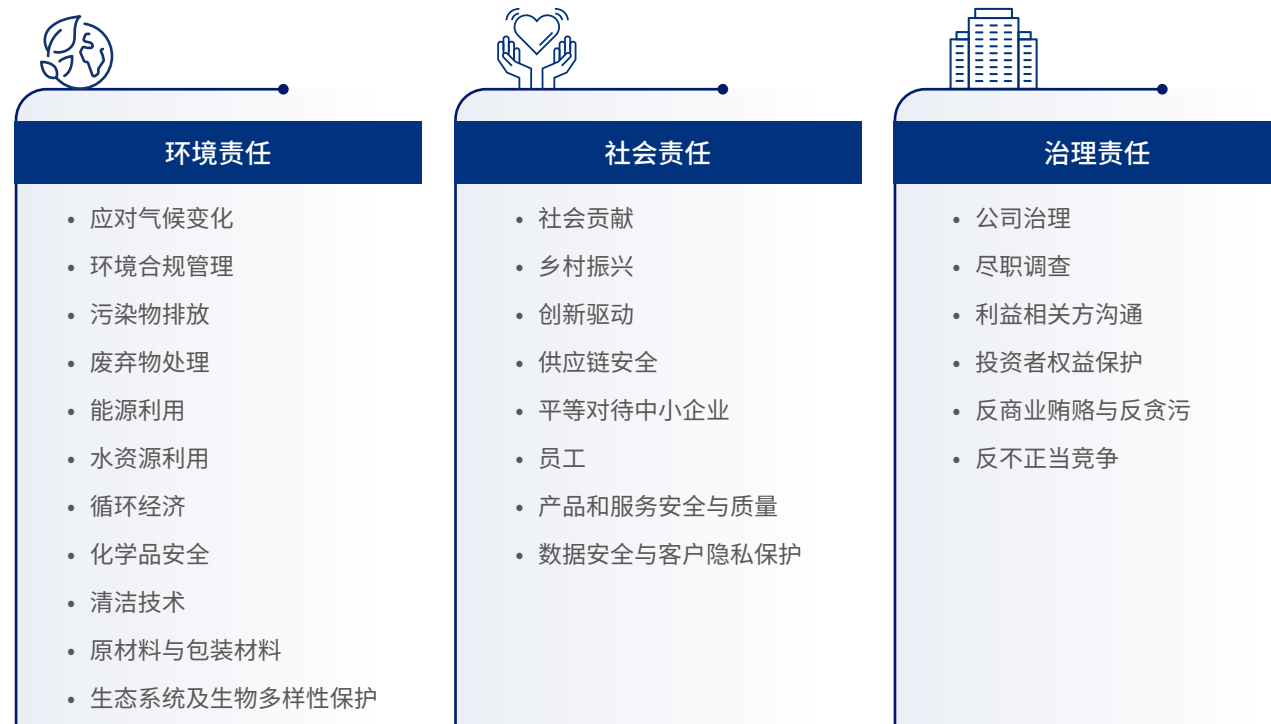 环境责任
应对气候变化
环境合规管理
污染物排放
废弃物处理
能源利用
水资源利用
循环经济
化学品安全
清洁技术
原材料与包装材料
生态系统及生物多样性保护
社会责任
社会贡献
乡村振兴
创新驱动
供应链安全
平等对待中小企业
员工
产品和服务安全与质量
数据安全与客户隐私保护
治理责任
公司治理
尽职调查
利益相关方沟通
投资者权益保护
反商业贿赂与反贪污
反不正当竞争